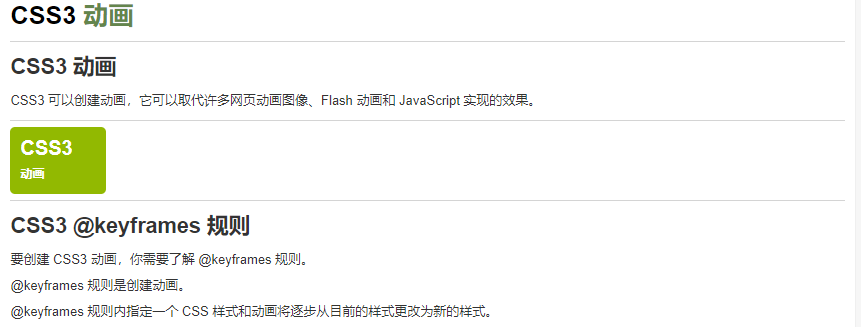 CSS3 动画
CSS3 动画
CSS3 可以创建动画，它可以取代许多网页动画图像、Flash 动画和 JavaScript 实现的效果。
CSS3
动画
CSS3 @keyframes 规则
要创建 CSS3 动画，你需要了解 @keyframes 规则。
@keyframes 规则是创建动画。
@keyframes 规则内指定一个 CSS 样式和动画将逐步从目前的样式更改为新的样式。